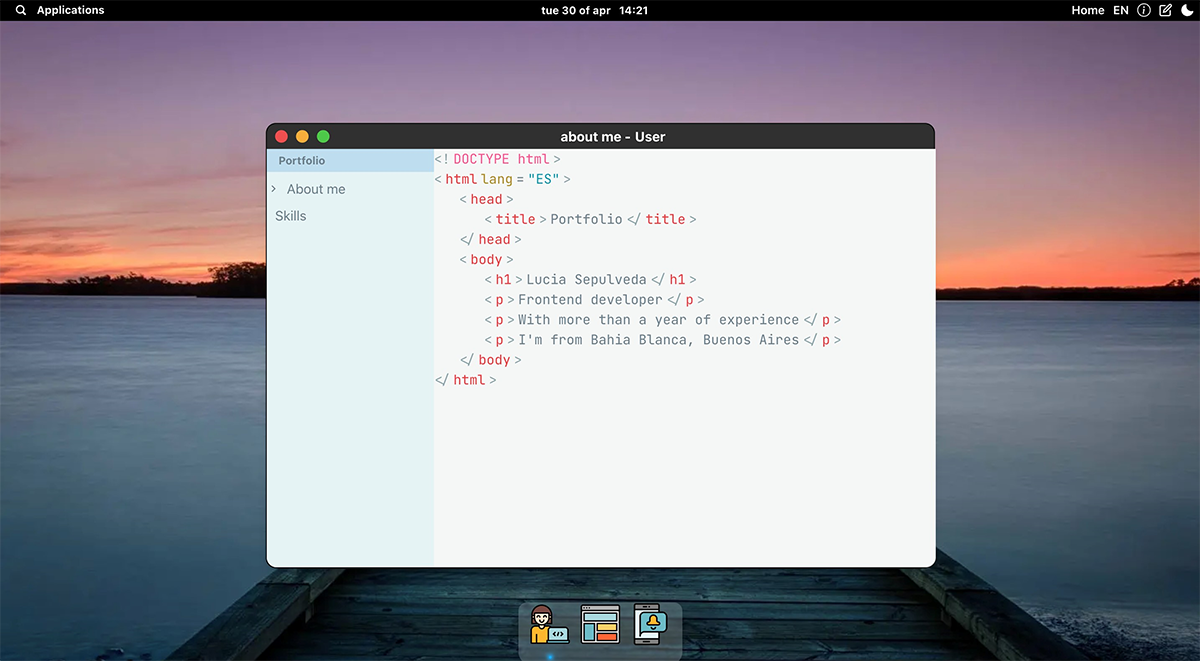 Applications
tue 30 of apr 14:21
Home EN
about me - User
Portfolio
> About me
Skills
<! DOCTYPE html >
< html lang = "ES" >
< head >
< title > Portfolio </ title >
</ head >
< body >
< h1 > Lucia Sepulveda </ h1 >
< p > Frontend developer </ p >
< p > With more than a year of experience </ p >
< p > I'm from Bahia Blanca, Buenos Aires </ p >
</ body >
</ html >